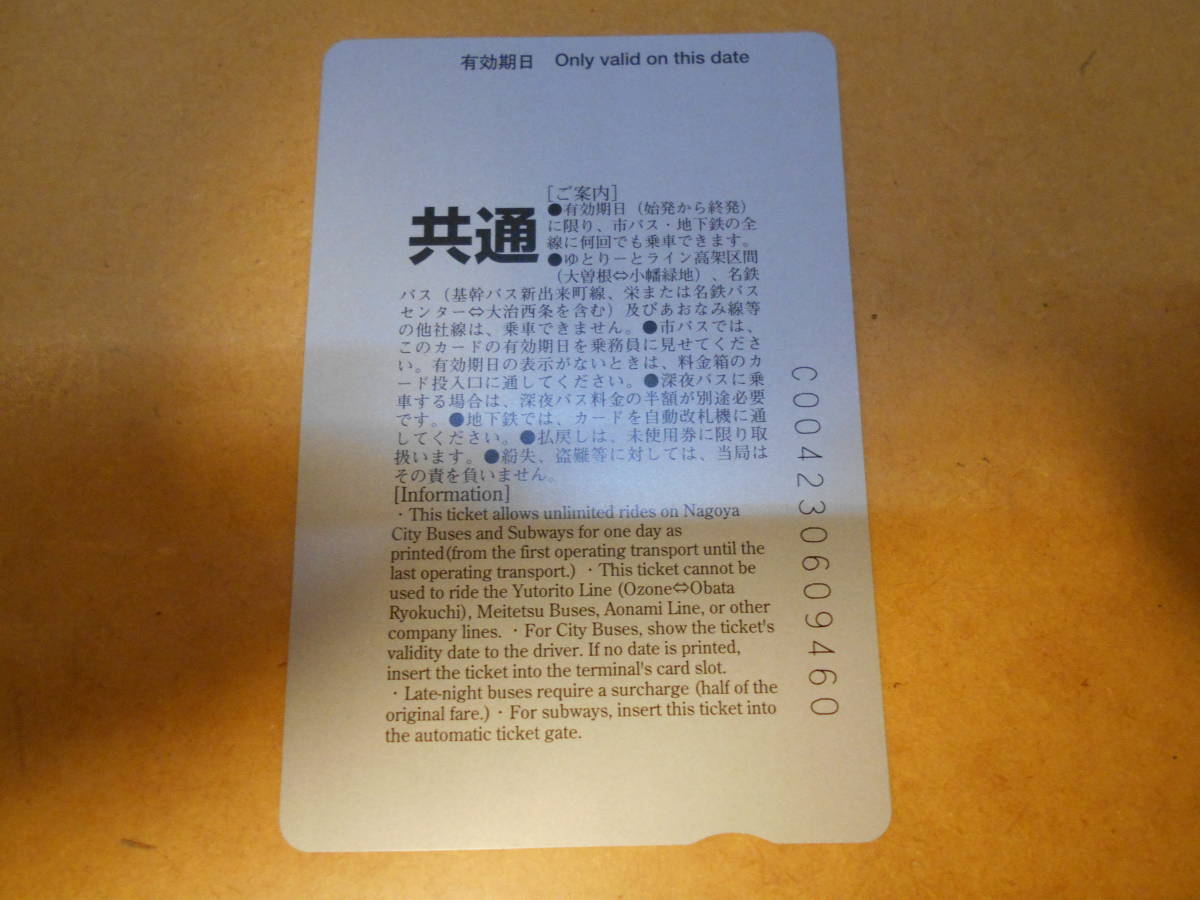 有効期日 Only valid on this date
共通
[ご案内]
●有効期日（始発から終発）
に限り、市バス・地下鉄の全
線に何回でも乗車できます。
●ゆとりーとライン高架区間
（大曽根⇔小幡緑地）、名鉄
バス（基幹バス新出来町線、栄または名鉄バス
センター⇔大治西条を含む）及びあおなみ線等
の他社線は、乗車できません。●市バスでは、
このカードの有効期日を乗務員に見せてくださ
い。有効期日の表示がないときは、料金箱のカ
ード投入口に通してください。●深夜バスに乗
車する場合は、深夜バス料金の半額が別途必要
です。●地下鉄では、カードを自動改札機に通
してください。●払戻しは、未使用券に限り取
扱います。●紛失、盗難等に対しては、当局は
その責を負いません。
[Information]
・This ticket allows unlimited rides on Nagoya
City Buses and Subways for one day as
printed(from the first operating transport until the
last operating transport.) ・This ticket cannot be
used to ride the Yutorito Line (Ozone⇔Obata
Ryokuchi), Meitetsu Buses, Aonami Line, or other
company lines. ・For City Buses, show the ticket's
validity date to the driver. If no date is printed,
insert the ticket into the terminal's card slot.
・Late-night buses require a surcharge (half of the
original fare.) ・For subways, insert this ticket into
the automatic ticket gate.
C00423060609460